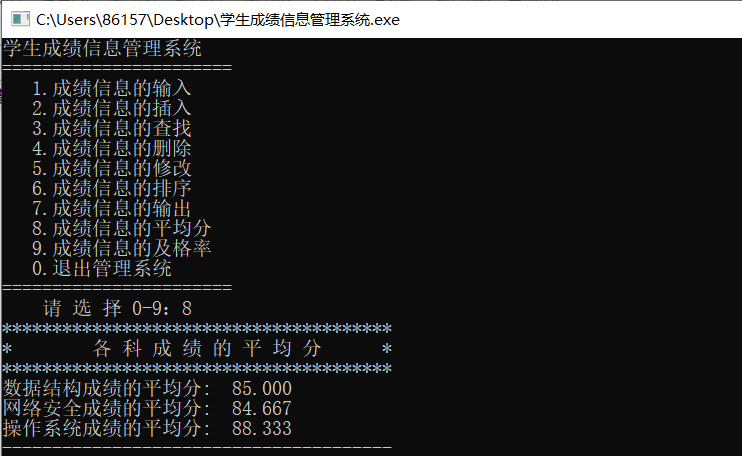 C:\Users\86157\Desktop\学生成绩信息管理系统.exe
学生成绩信息管理系统
=======================
   1.成绩信息的输入
   2.成绩信息的插入
   3.成绩信息的查找
   4.成绩信息的删除
   5.成绩信息的修改
   6.成绩信息的排序
   7.成绩信息的输出
   8.成绩信息的平均分
   9.成绩信息的及格率
   0.退出管理系统
=======================
    请 选 择 0-9: 8
***************************************
*        各 科 成 绩 的 平 均 分      *
***************************************
数据结构成绩的平均分:  85.000
网络安全成绩的平均分:  84.667
操作系统成绩的平均分:  88.333
---------------------------------------